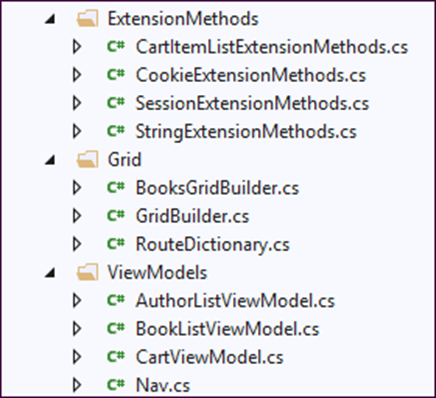 ExtensionMethods
C# CartItemListExtensionMethods.cs
C# CookieExtensionMethods.cs
C# SessionExtensionMethods.cs
C# StringExtensionMethods.cs
Grid
C# BooksGridBuilder.cs
C# GridBuilder.cs
C# RouteDictionary.cs
ViewModels
C# AuthorListViewModel.cs
C# BookListViewModel.cs
C# CartViewModel.cs
C# Nav.cs